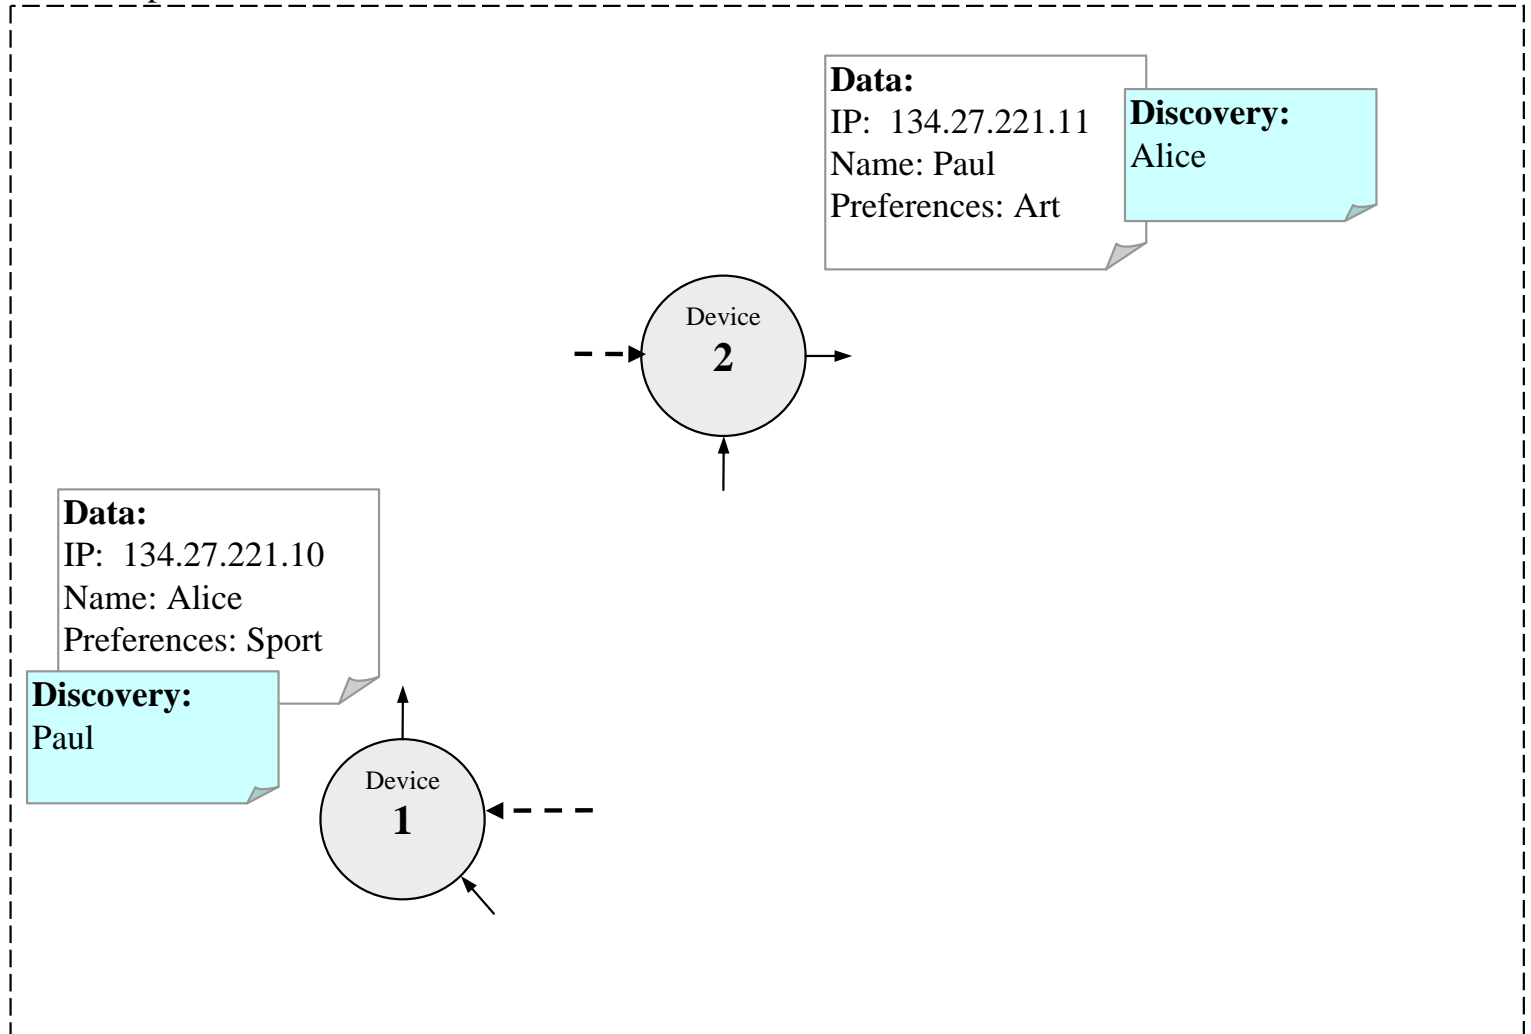 Data:
IP: 134.27.221.11
Name: Paul
Preferences: Art
Discovery:
Alice
Device
2
Data:
IP: 134.27.221.10
Name: Alice
Preferences: Sport
Discovery:
Paul
Device
1